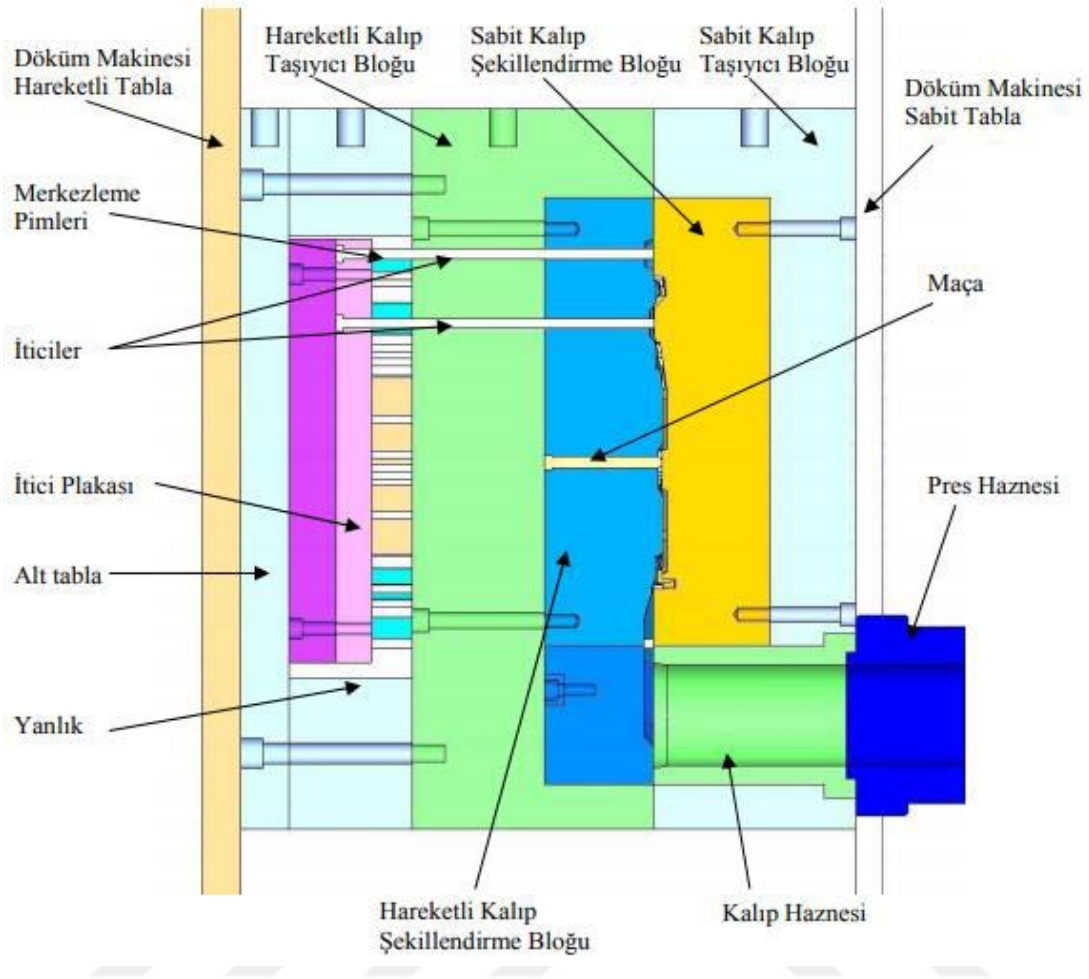 Döküm Makinesi
Hareketli Tabla
Hareketli Kalıp
Taşıyıcı Bloğu
Sabit Kalıp
Şekillendirme Bloğu
Sabit Kalıp
Taşıyıcı Bloğu
Döküm Makinesi
Sabit Tabla
Merkezleme
Pimleri
Maça
İticiler
İtici Plakası
Pres Haznesi
Alt tabla
Yanlık
Hareketli Kalıp
Şekillendirme Bloğu
Kalıp Haznesi